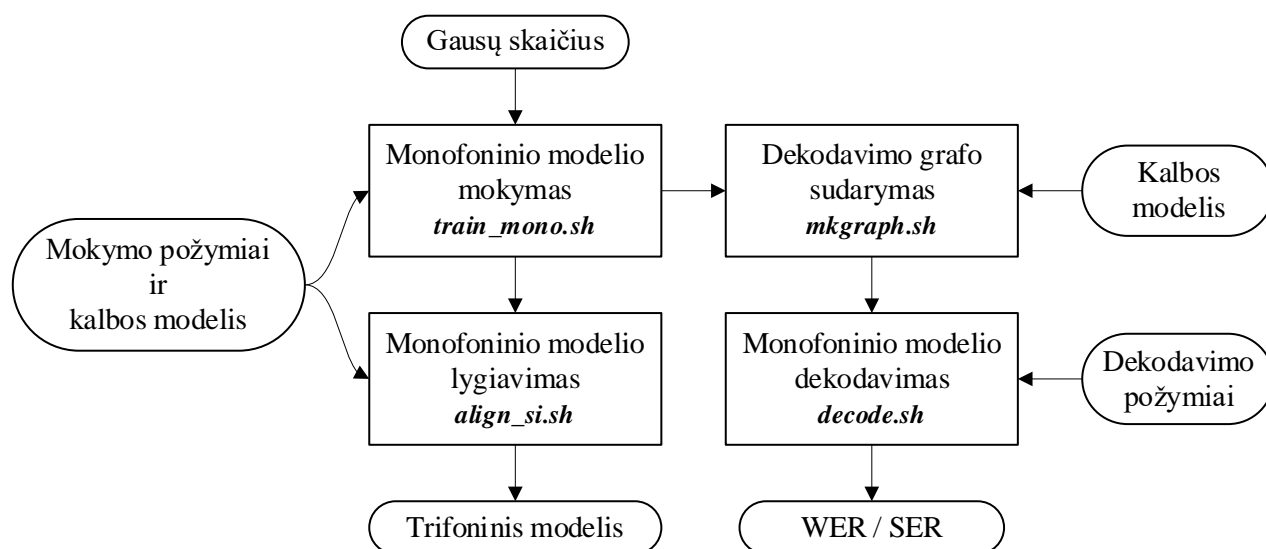 Gausų skaičius
Monofoninio modelio
mokymas
train_mono.sh
Dekodavimo grafo
sudarymas
mkgraph.sh
Kalbos
modelis
Mokymo požymiai
ir
kalbos modelis
Monofoninio modelio
lygiavimas
align_si.sh
Monofoninio modelio
dekodavimas
decode.sh
Dekodavimo
požymiai
Trifoninis modelis
WER / SER